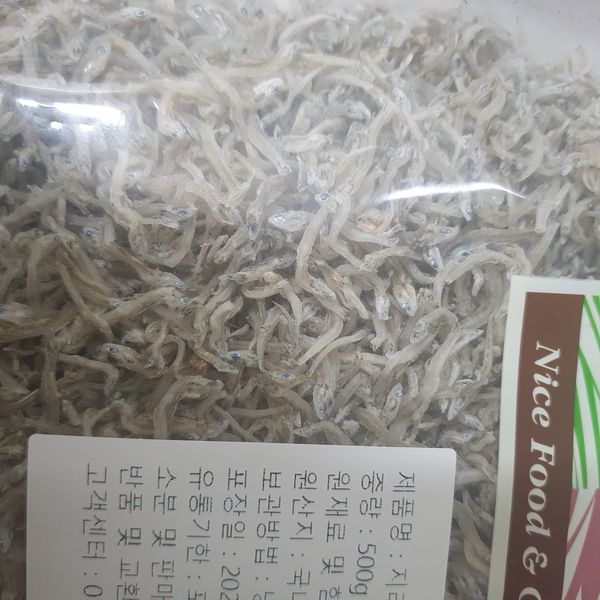 제품명 : 지리
중량 : 500g
원재료 및 함
원산지 : 국
보관방법 : 냉
포장일 : 202
유통기한 :
소분 및 판매
반품 및 교환
고객센터 : 0
Nice Food &